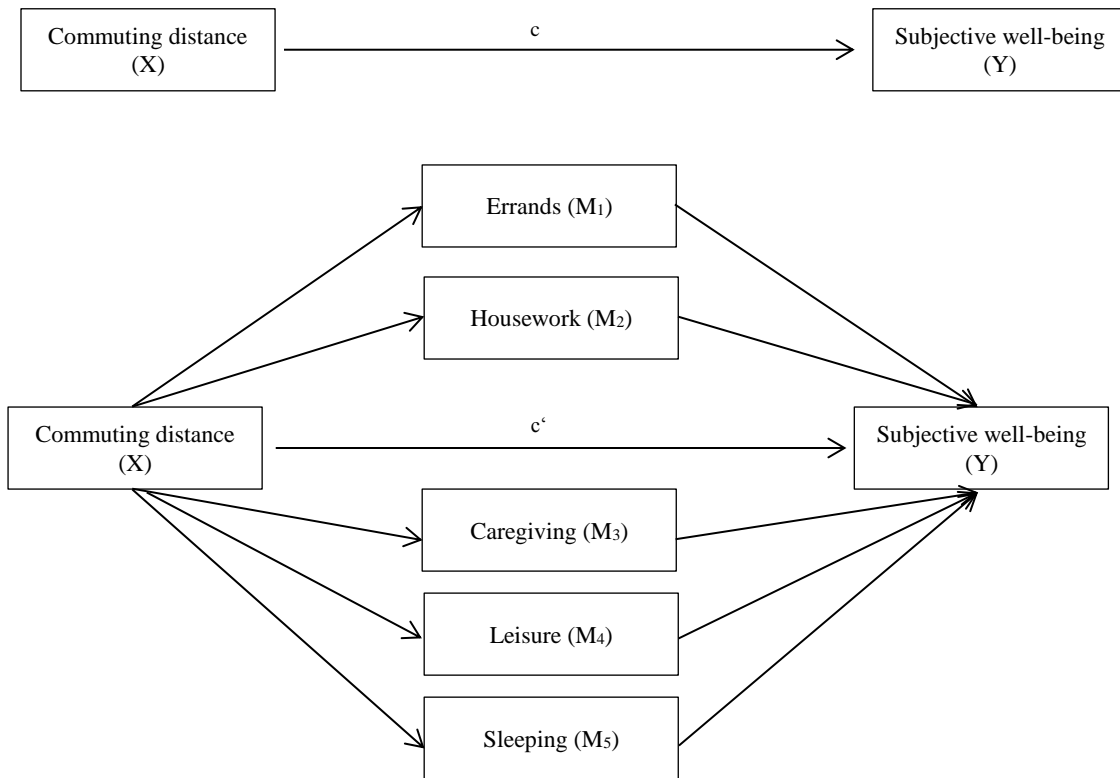 Commuting distance
(X)
c
Subjective well-being
(Y)
Errands (M₁)
Housework (M₂)
Commuting distance
(X)
c‘
Subjective well-being
(Y)
Caregiving (M₃)
Leisure (M₄)
Sleeping (M₅)